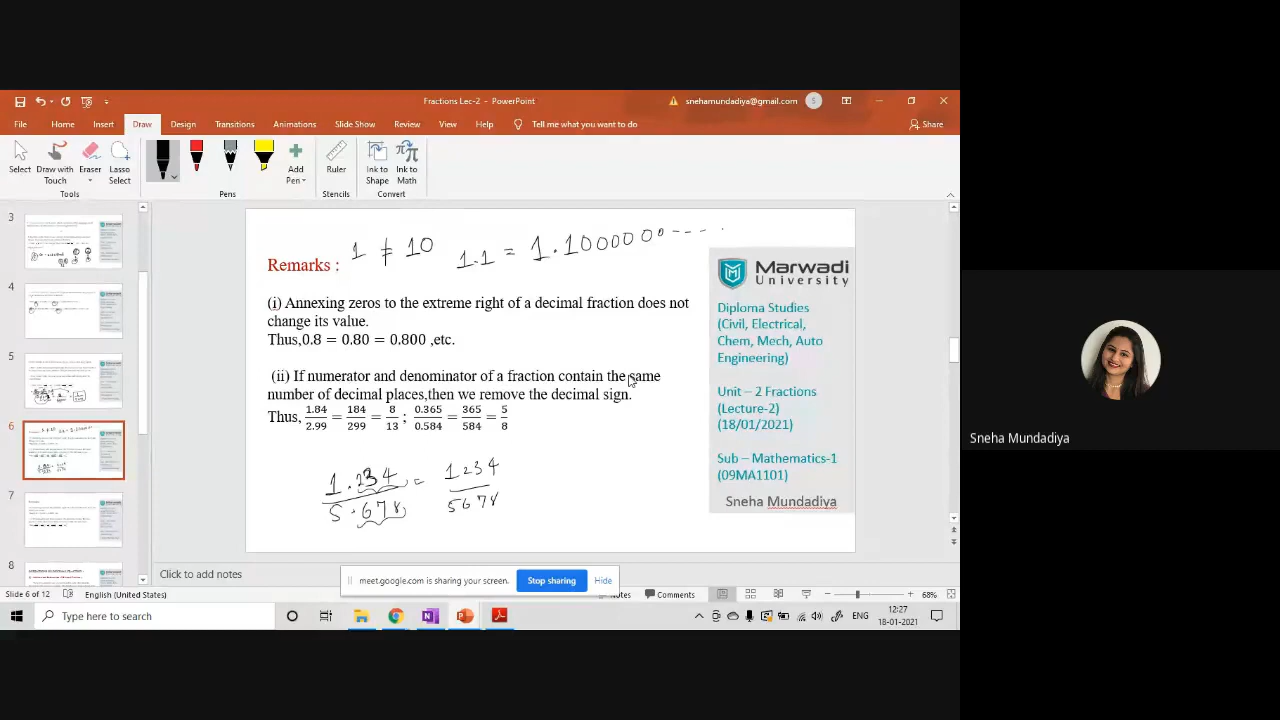 Fractions Lec-2 - PowerPoint
snehamundadiya@gmail.com
S
File Home Insert Draw Design Transitions Animations Slide Show Review View Help Tell me what you want to do
Share
Select
Draw with Touch
Eraser
Lasso Select
Add Pen
Ruler
Ink to Shape
Ink to Math
Tools
Pens
Stencils
Convert
3
4
5
6
7
8
1 ≠ 10
1.1 = 1.1000000----
Remarks :
(i) Annexing zeros to the extreme right of a decimal fraction does not
change its value.
Thus,0.8 = 0.80 = 0.800 ,etc.
(ii) If numerator and denominator of a fraction contain the same
number of decimal places,then we remove the decimal sign.
Thus, 1.84/2.99 = 184/299 = 8/13 ; 0.365/0.584 = 365/584 = 5/8
1.234 = 1234
Marwadi
University
Diploma Studies
(Civil, Electrical,
Chem, Mech, Auto
Engineering)
Unit – 2 Fractions
(Lecture-2)
(18/01/2021)
Sub – Mathematics-1
(09MA1101)
Sneha Mundadiya
Sneha Mundadiya
Click to add notes
meet.google.com is sharing your screen. Stop sharing Hide
Slide 6 of 12 English (United States) Notes Comments 68%
Type here to search
ENG
12:27
18-01-2021